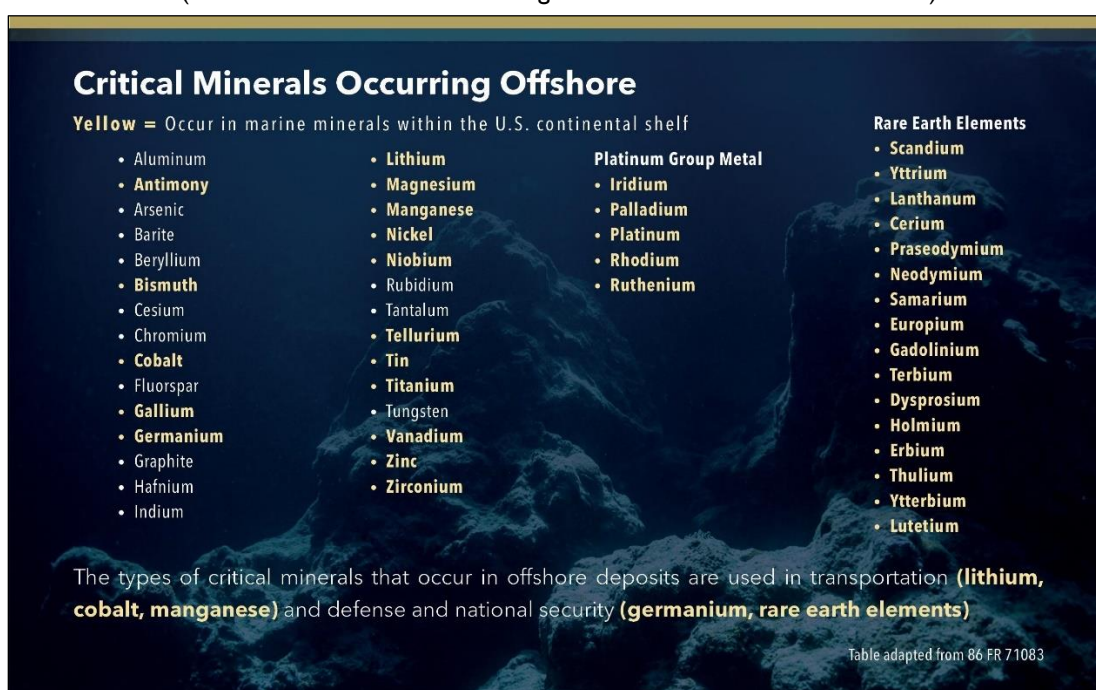 Critical Minerals Occurring Offshore
Yellow = Occur in marine minerals within the U.S. continental shelf
• Aluminum
• Antimony
• Arsenic
• Barite
• Beryllium
• Bismuth
• Cesium
• Chromium
• Cobalt
• Fluorspar
• Gallium
• Germanium
• Graphite
• Hafnium
• Indium
• Lithium
• Magnesium
• Manganese
• Nickel
• Niobium
• Rubidium
• Tantalum
• Tellurium
• Tin
• Titanium
• Tungsten
• Vanadium
• Zinc
• Zirconium
Platinum Group Metal
• Iridium
• Palladium
• Platinum
• Rhodium
• Ruthenium
Rare Earth Elements
• Scandium
• Yttrium
• Lanthanum
• Cerium
• Praseodymium
• Neodymium
• Samarium
• Europium
• Gadolinium
• Terbium
• Dysprosium
• Holmium
• Erbium
• Thulium
• Ytterbium
• Lutetium
The types of critical minerals that occur in offshore deposits are used in transportation (lithium,
cobalt, manganese) and defense and national security (germanium, rare earth elements)
Table adapted from 86 FR 71083